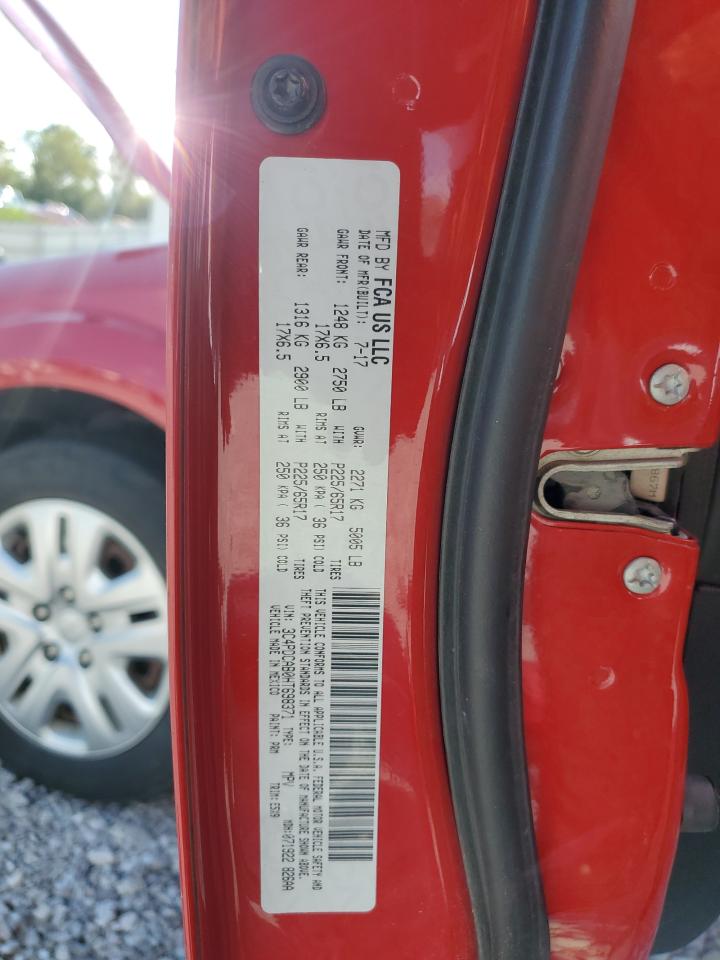 MFD BY FCA US LLC
DATE OF MFR(BUILT): 7-17 GVWR: 2271 KG 5005 LB
GAWR FRONT: 1248 KG 2750 LB WITH P225/65R17 TIRES
17X6.5 RIMS AT 250 KPA ( 36 PSI) COLD
GAWR REAR: 1316 KG 2900 LB WITH P225/65R17 TIRES
17X6.5 RIMS AT 250 KPA ( 36 PSI) COLD
THIS VEHICLE CONFORMS TO ALL APPLICABLE U.S.A. FEDERAL MOTOR VEHICLE SAFETY AND
THEFT PREVENTION STANDARDS IN EFFECT ON THE DATE OF MANUFACTURE SHOWN ABOVE.
VIN: 3C4PDCAB0HT698371 TYPE: MPV MDH:071922 826AA
VEHICLE MADE IN MEXICO PAINT: PRM TRIM: E5X9